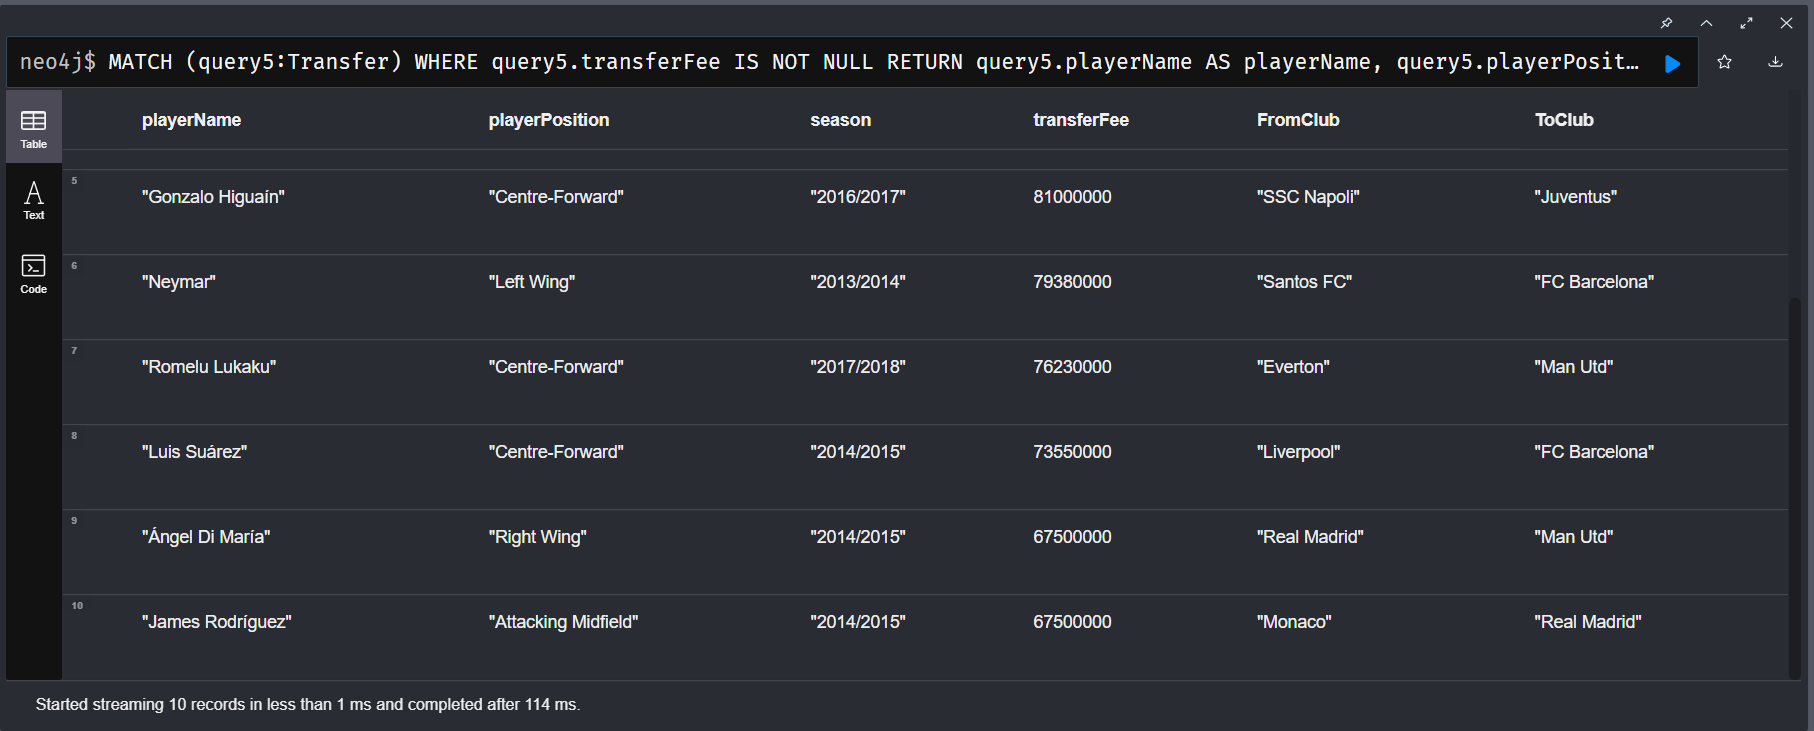 neo4j$ MATCH (query5:Transfer) WHERE query5.transferFee IS NOT NULL RETURN query5.playerName AS playerName, query5.playerPosit…
playerName playerPosition season transferFee FromClub ToClub
Table
5 "Gonzalo Higuaín" "Centre-Forward" "2016/2017" 81000000 "SSC Napoli" "Juventus"
Text
6 "Neymar" "Left Wing" "2013/2014" 79380000 "Santos FC" "FC Barcelona"
Code
7 "Romelu Lukaku" "Centre-Forward" "2017/2018" 76230000 "Everton" "Man Utd"
8 "Luis Suárez" "Centre-Forward" "2014/2015" 73550000 "Liverpool" "FC Barcelona"
9 "Ángel Di María" "Right Wing" "2014/2015" 67500000 "Real Madrid" "Man Utd"
10 "James Rodríguez" "Attacking Midfield" "2014/2015" 67500000 "Monaco" "Real Madrid"
Started streaming 10 records in less than 1 ms and completed after 114 ms.